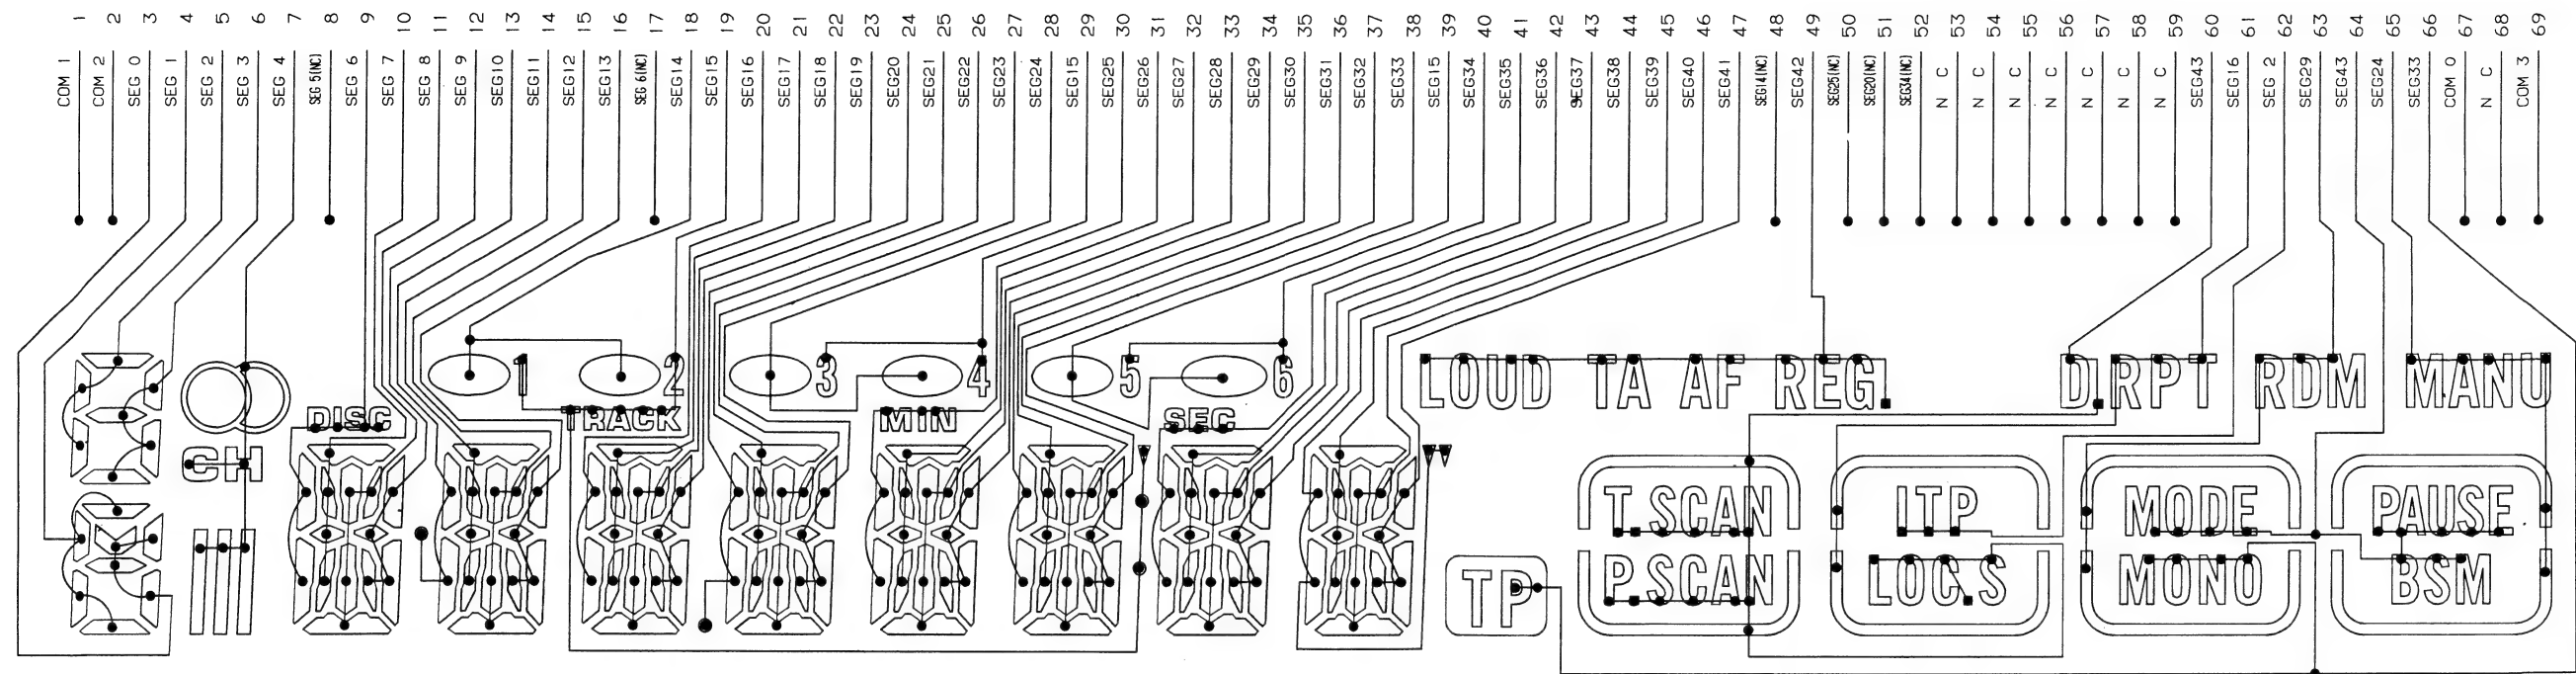 1 2 3 4 5 6 7 8 9 10 11 12 13 14 15 16 17 18 19 20 21 22 23 24 25 26 27 28 29 30 31 32 33 34 35 36 37 38 39 40 41 42 43 44 45 46 47 48 49 50 51 52 53 54 55 56 57 58 59 60 61 62 63 64 65 66 67 68 69
COM 1 COM 2 SEG 0 SEG 1 SEG 2 SEG 3 SEG 4 SEG 5(NC) SEG 6 SEG 7 SEG 8 SEG 9 SEG10 SEG11 SEG12 SEG13 SEG 6(NC) SEG14 SEG15 SEG16 SEG17 SEG18 SEG19 SEG20 SEG21 SEG22 SEG23 SEG24 SEG15 SEG25 SEG26 SEG27 SEG28 SEG29 SEG30 SEG31 SEG32 SEG33 SEG15 SEG34 SEG35 SEG36 SEG37 SEG38 SEG39 SEG40 SEG41 SEG14(NC) SEG42 SEG25(NC) SEG20(NC) SEG34(NC) N C N C N C N C N C N C N C SEG43 SEG16 SEG 2 SEG29 SEG43 SEG24 SEG33 COM 0 N C COM 3
1 2 3 4 5 6 LOUD TA AF REG. D,RPT RDM MANU
DISC TRACK MIN SEC
CH
T.SCAN ITP MODE PAUSE
TP P.SCAN LOC.S MONO BSM